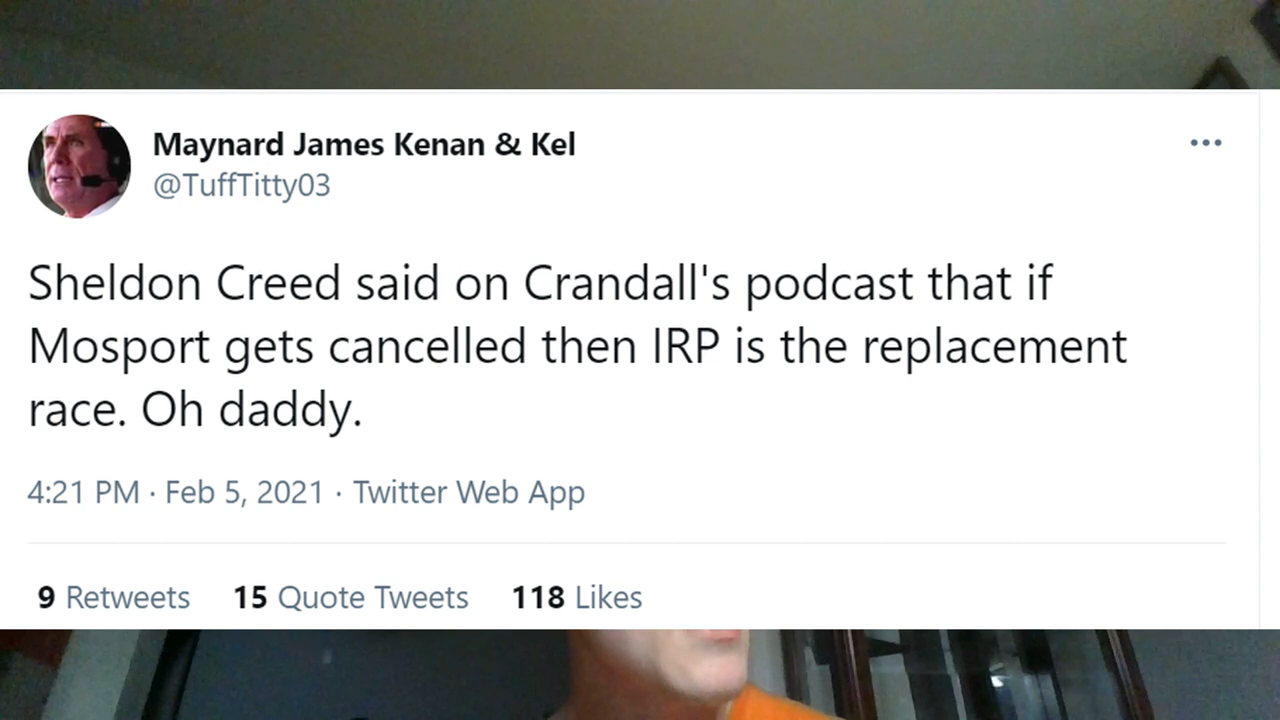 Maynard James Kenan & Kel
@TuffTitty03
Sheldon Creed said on Crandall's podcast that if
Mosport gets cancelled then IRP is the replacement
race. Oh daddy.
4:21 PM · Feb 5, 2021 · Twitter Web App
9 Retweets 15 Quote Tweets 118 Likes